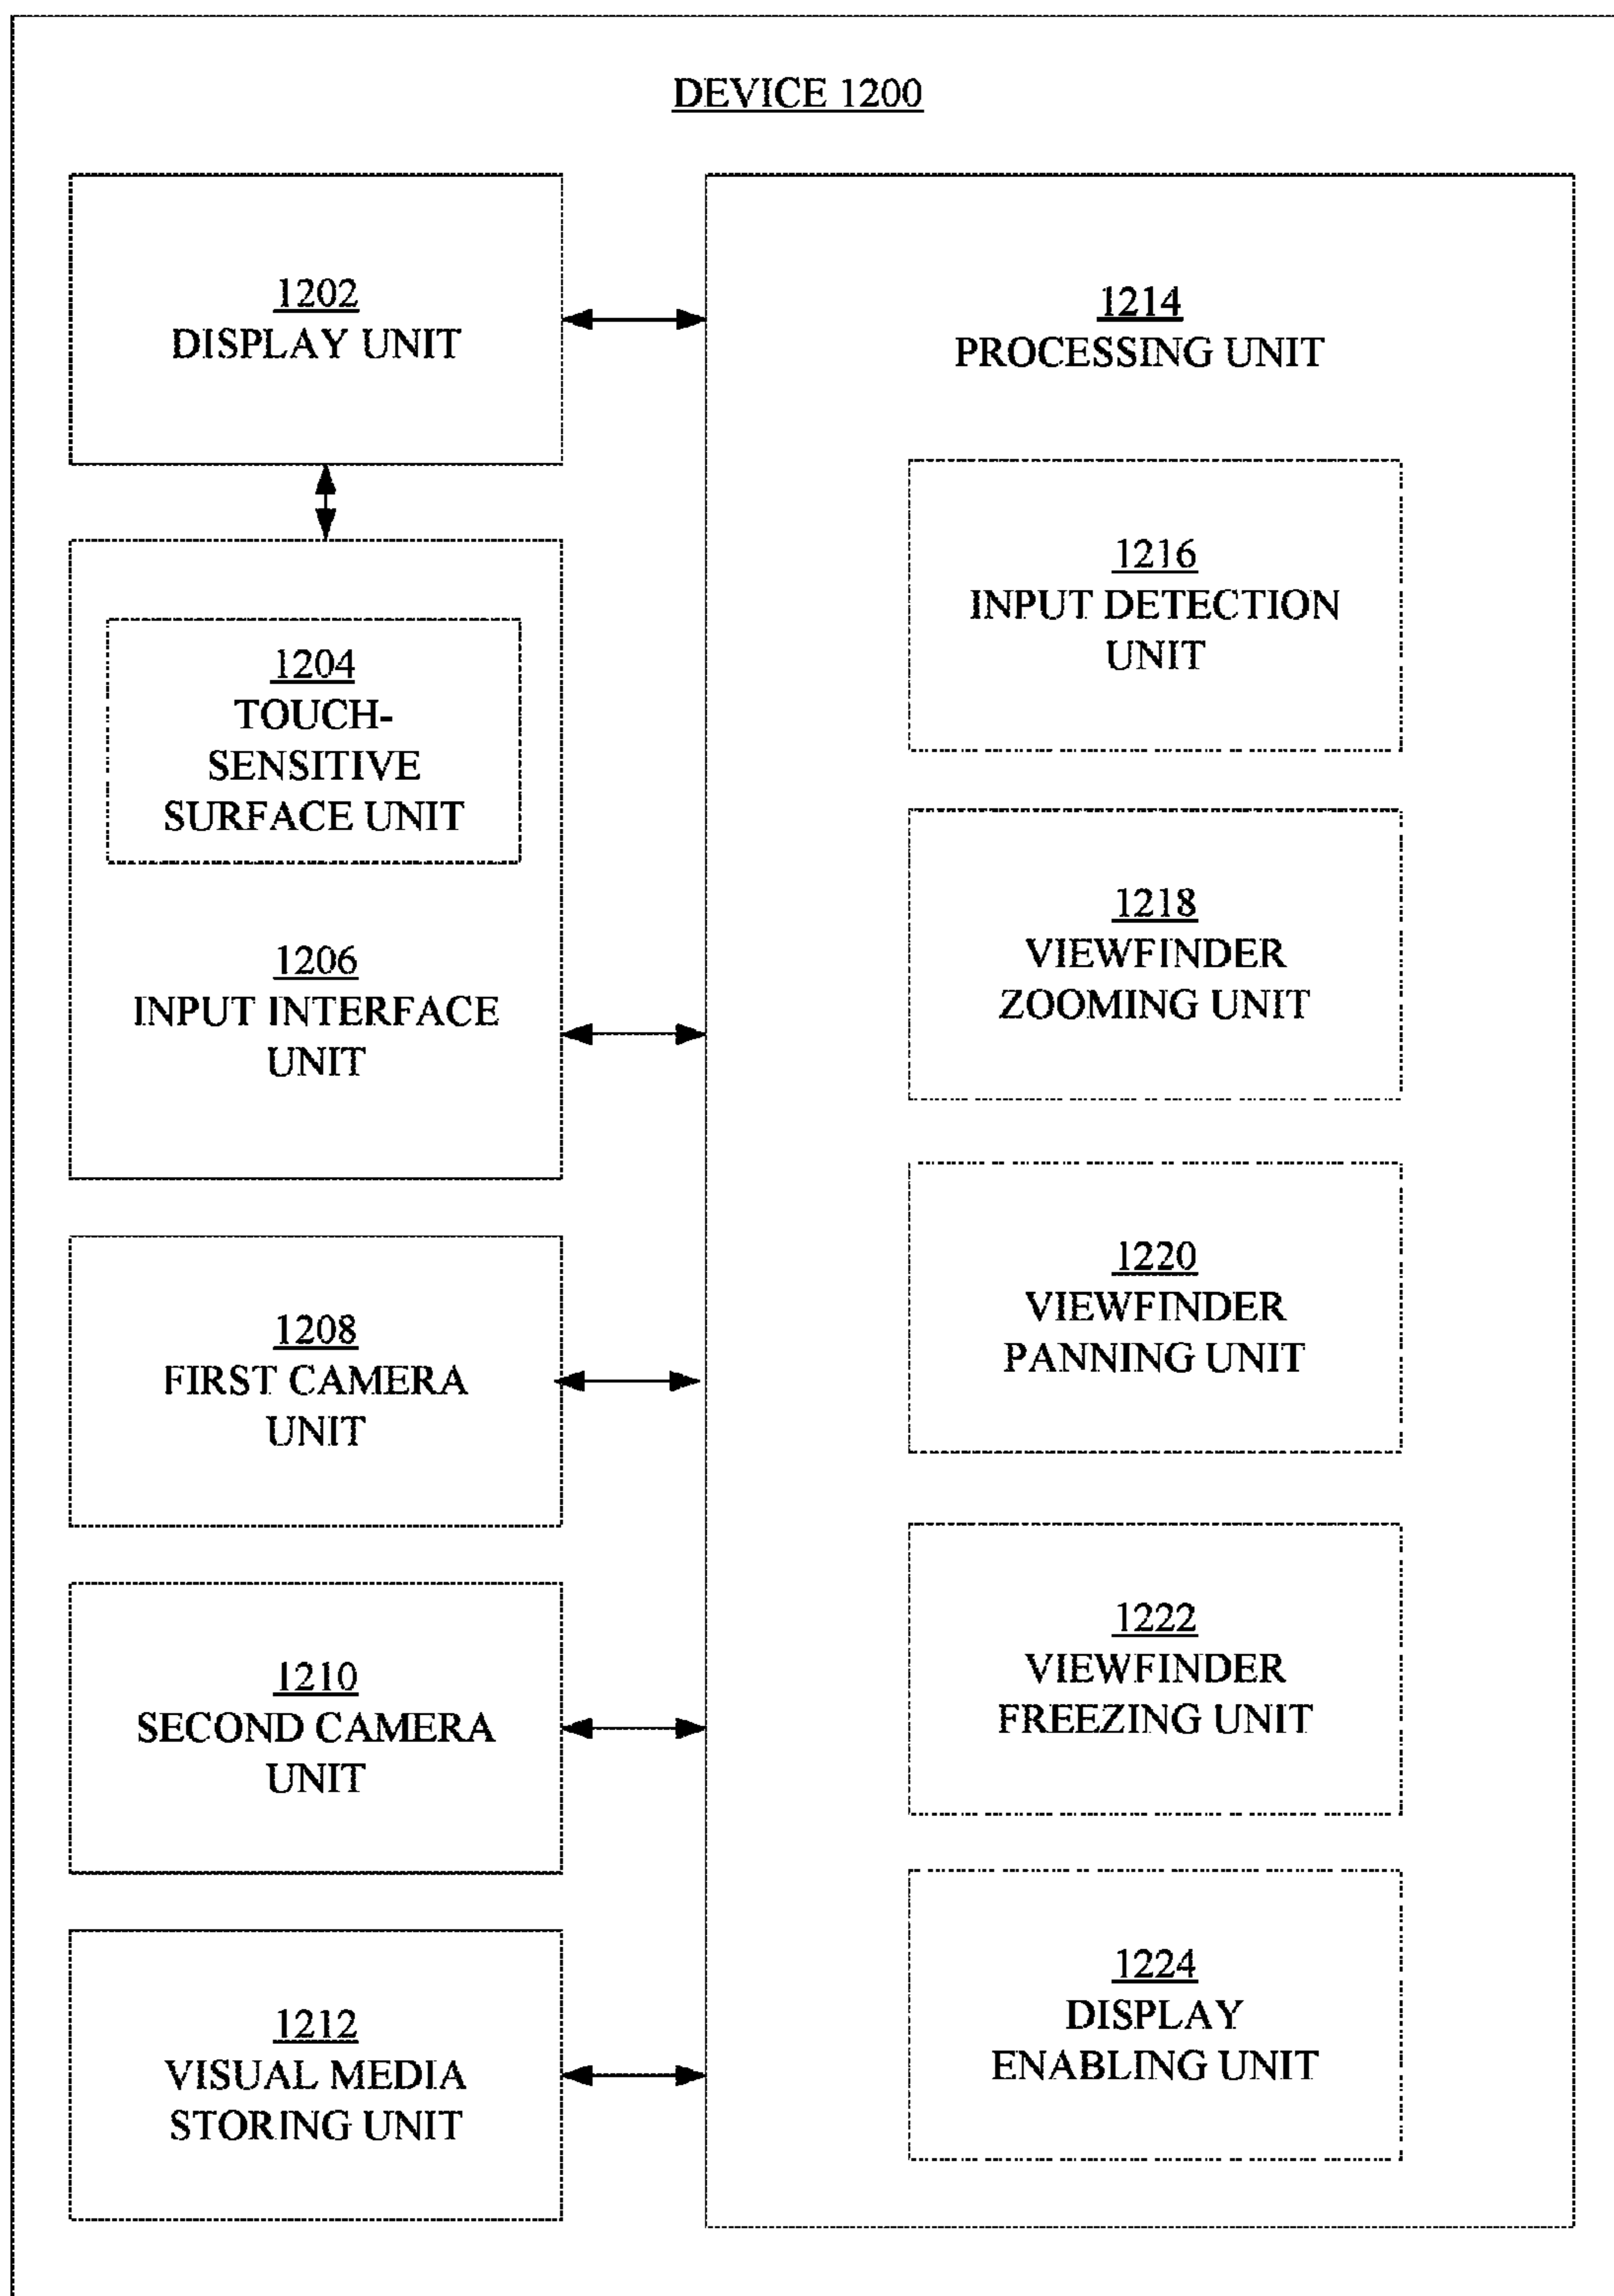 DEVICE 1200
1202
DISPLAY UNIT
1204
TOUCH-
SENSITIVE
SURFACE UNIT
1206
INPUT INTERFACE
UNIT
1208
FIRST CAMERA
UNIT
1210
SECOND CAMERA
UNIT
1212
VISUAL MEDIA
STORING UNIT
1214
PROCESSING UNIT
1216
INPUT DETECTION
UNIT
1218
VIEWFINDER
ZOOMING UNIT
1220
VIEWFINDER
PANNING UNIT
1222
VIEWFINDER
FREEZING UNIT
1224
DISPLAY
ENABLING UNIT